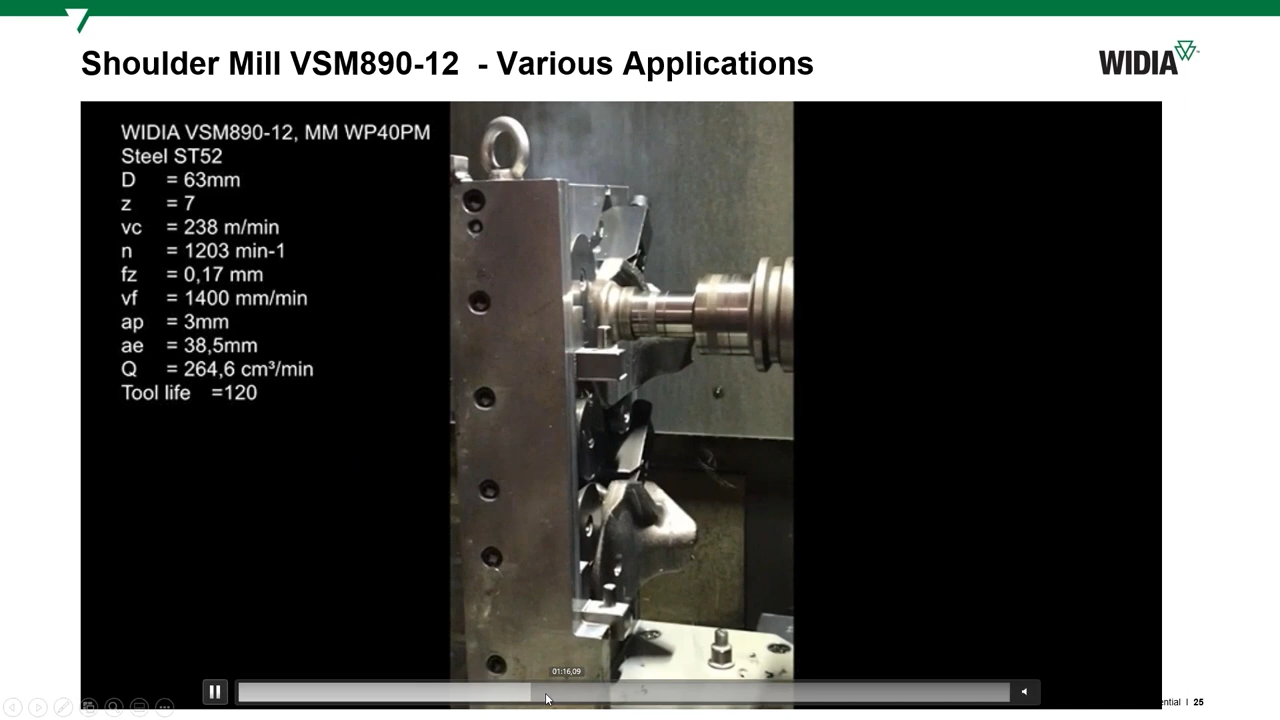 Shoulder Mill VSM890-12 - Various Applications
WIDIA
WIDIA VSM890-12, MM WP40PM
Steel ST52
D = 63mm
z = 7
vc = 238 m/min
n = 1203 min-1
fz = 0,17 mm
vf = 1400 mm/min
ap = 3mm
ae = 38,5mm
Q = 264,6 cm³/min
Tool life =120
01:16,09
ential | 25